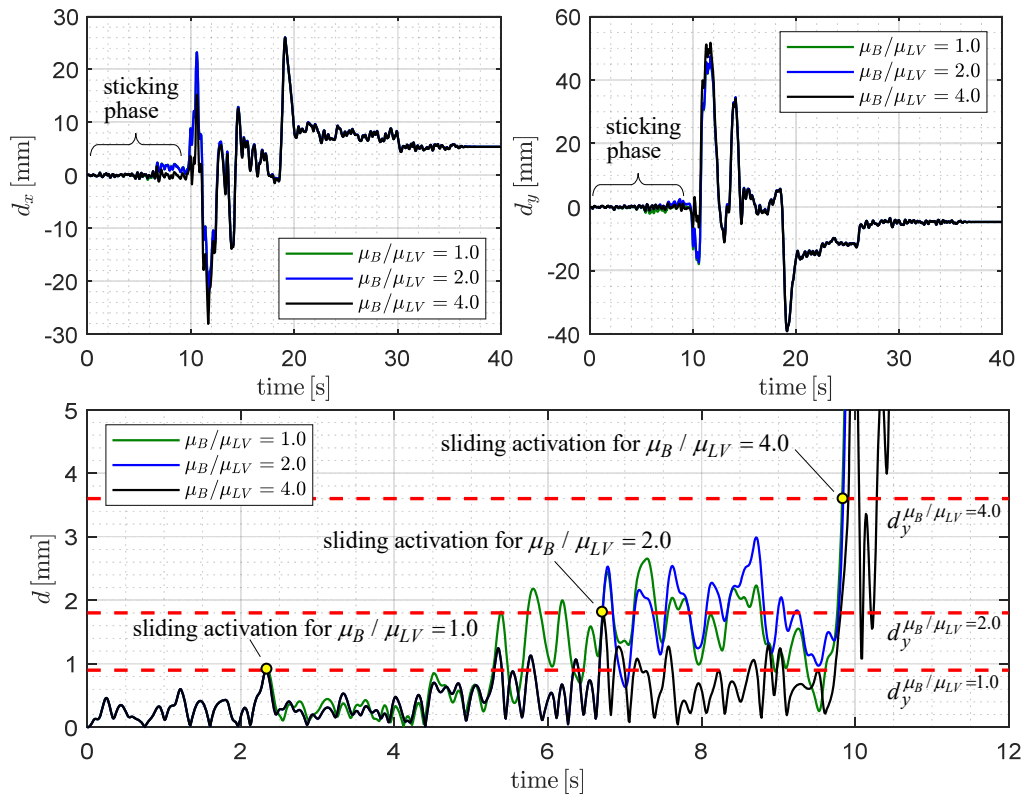 30
20
10
0
-10
-20
-30
0
10
20
30
40
d_x [mm]
time [s]
sticking
phase
μ_B/μ_LV = 1.0
μ_B/μ_LV = 2.0
μ_B/μ_LV = 4.0
60
40
20
0
-20
-40
0
10
20
30
40
d_y [mm]
time [s]
sticking
phase
μ_B/μ_LV = 1.0
μ_B/μ_LV = 2.0
μ_B/μ_LV = 4.0
5
4
3
2
1
0
0
2
4
6
8
10
12
d [mm]
time [s]
μ_B/μ_LV = 1.0
μ_B/μ_LV = 2.0
μ_B/μ_LV = 4.0
sliding activation for μ_B / μ_LV = 4.0
d_y^{μ_B/μ_LV=4.0}
sliding activation for μ_B / μ_LV = 2.0
d_y^{μ_B/μ_LV=2.0}
sliding activation for μ_B / μ_LV = 1.0
d_y^{μ_B/μ_LV=1.0}